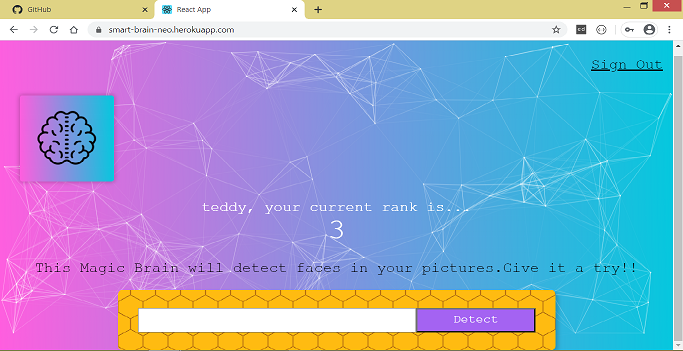 GitHub
React App
smart-brain-neo.herokuapp.com
Sign Out
teddy, your current rank is...
3
This Magic Brain will detect faces in your pictures.Give it a try!!
Detect